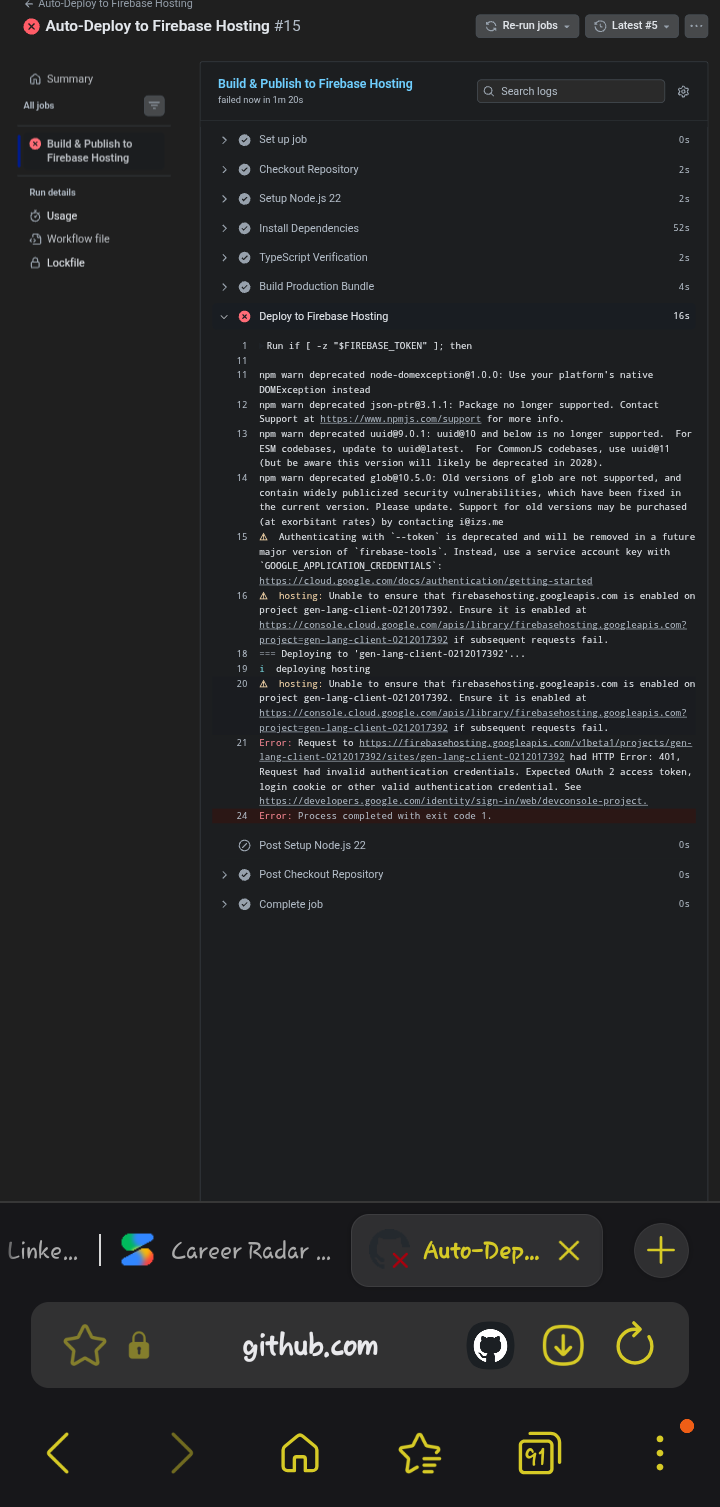 ← Auto-Deploy to Firebase Hosting
Auto-Deploy to Firebase Hosting #15
Re-run jobs
Latest #5
Summary
All jobs
Build & Publish to
Firebase Hosting
Run details
Usage
Workflow file
Lockfile
Build & Publish to Firebase Hosting
failed now in 1m 20s
Search logs
Set up job 0s
Checkout Repository 2s
Setup Node.js 22 2s
Install Dependencies 52s
TypeScript Verification 2s
Build Production Bundle 4s
Deploy to Firebase Hosting 16s
1 Run if [ -z "$FIREBASE_TOKEN" ]; then
11
11 npm warn deprecated node-domexception@1.0.0: Use your platform's native
DOMException instead
12 npm warn deprecated json-ptr@3.1.1: Package no longer supported. Contact
Support at https://www.npmjs.com/support for more info.
13 npm warn deprecated uuid@9.0.1: uuid@10 and below is no longer supported.  For
ESM codebases, update to uuid@latest.  For CommonJS codebases, use uuid@11
(but be aware this version will likely be deprecated in 2028).
14 npm warn deprecated glob@10.5.0: Old versions of glob are not supported, and
contain widely publicized security vulnerabilities, which have been fixed in
the current version. Please update. Support for old versions may be purchased
(at exorbitant rates) by contacting i@izs.me
15 ⚠  Authenticating with `--token` is deprecated and will be removed in a future
major version of `firebase-tools`. Instead, use a service account key with
`GOOGLE_APPLICATION_CREDENTIALS`:
https://cloud.google.com/docs/authentication/getting-started
16 ⚠  hosting: Unable to ensure that firebasehosting.googleapis.com is enabled on
project gen-lang-client-0212017392. Ensure it is enabled at
https://console.cloud.google.com/apis/library/firebasehosting.googleapis.com?
project=gen-lang-client-0212017392 if subsequent requests fail.
18 === Deploying to 'gen-lang-client-0212017392'...
19 i  deploying hosting
20 ⚠  hosting: Unable to ensure that firebasehosting.googleapis.com is enabled on
project gen-lang-client-0212017392. Ensure it is enabled at
https://console.cloud.google.com/apis/library/firebasehosting.googleapis.com?
project=gen-lang-client-0212017392 if subsequent requests fail.
21 Error: Request to https://firebasehosting.googleapis.com/v1beta1/projects/gen-
lang-client-0212017392/sites/gen-lang-client-0212017392 had HTTP Error: 401,
Request had invalid authentication credentials. Expected OAuth 2 access token,
login cookie or other valid authentication credential. See
https://developers.google.com/identity/sign-in/web/devconsole-project.
24 Error: Process completed with exit code 1.
Post Setup Node.js 22 0s
Post Checkout Repository 0s
Complete job 0s
Linke...
Career Radar ...
Auto-Dep...
github.com
91